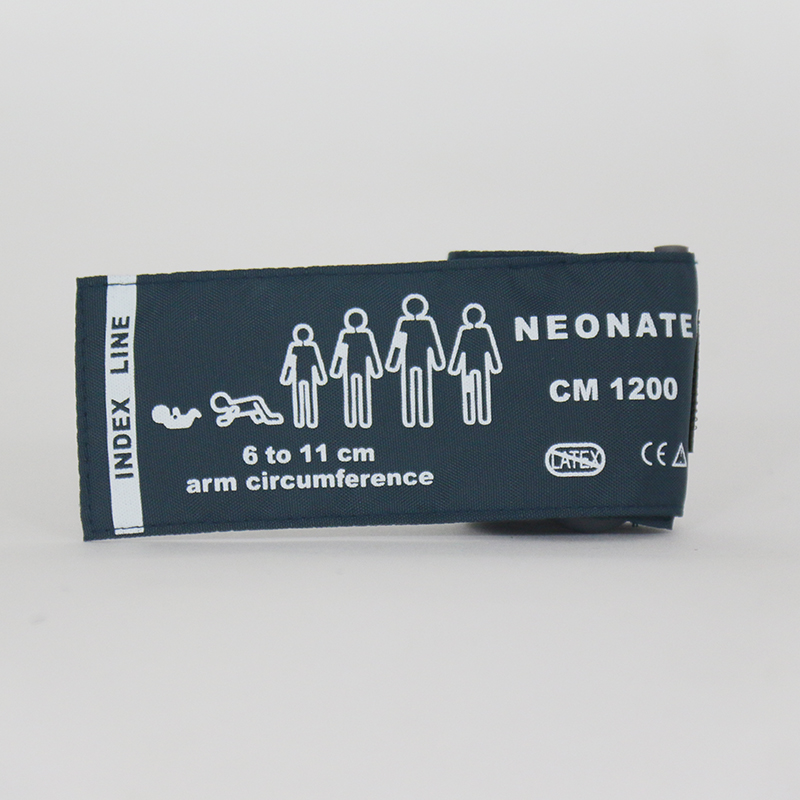 INDEX LINE
NEONATE
CM 1200
6 to 11 cm
arm circumference
LATEX
CE